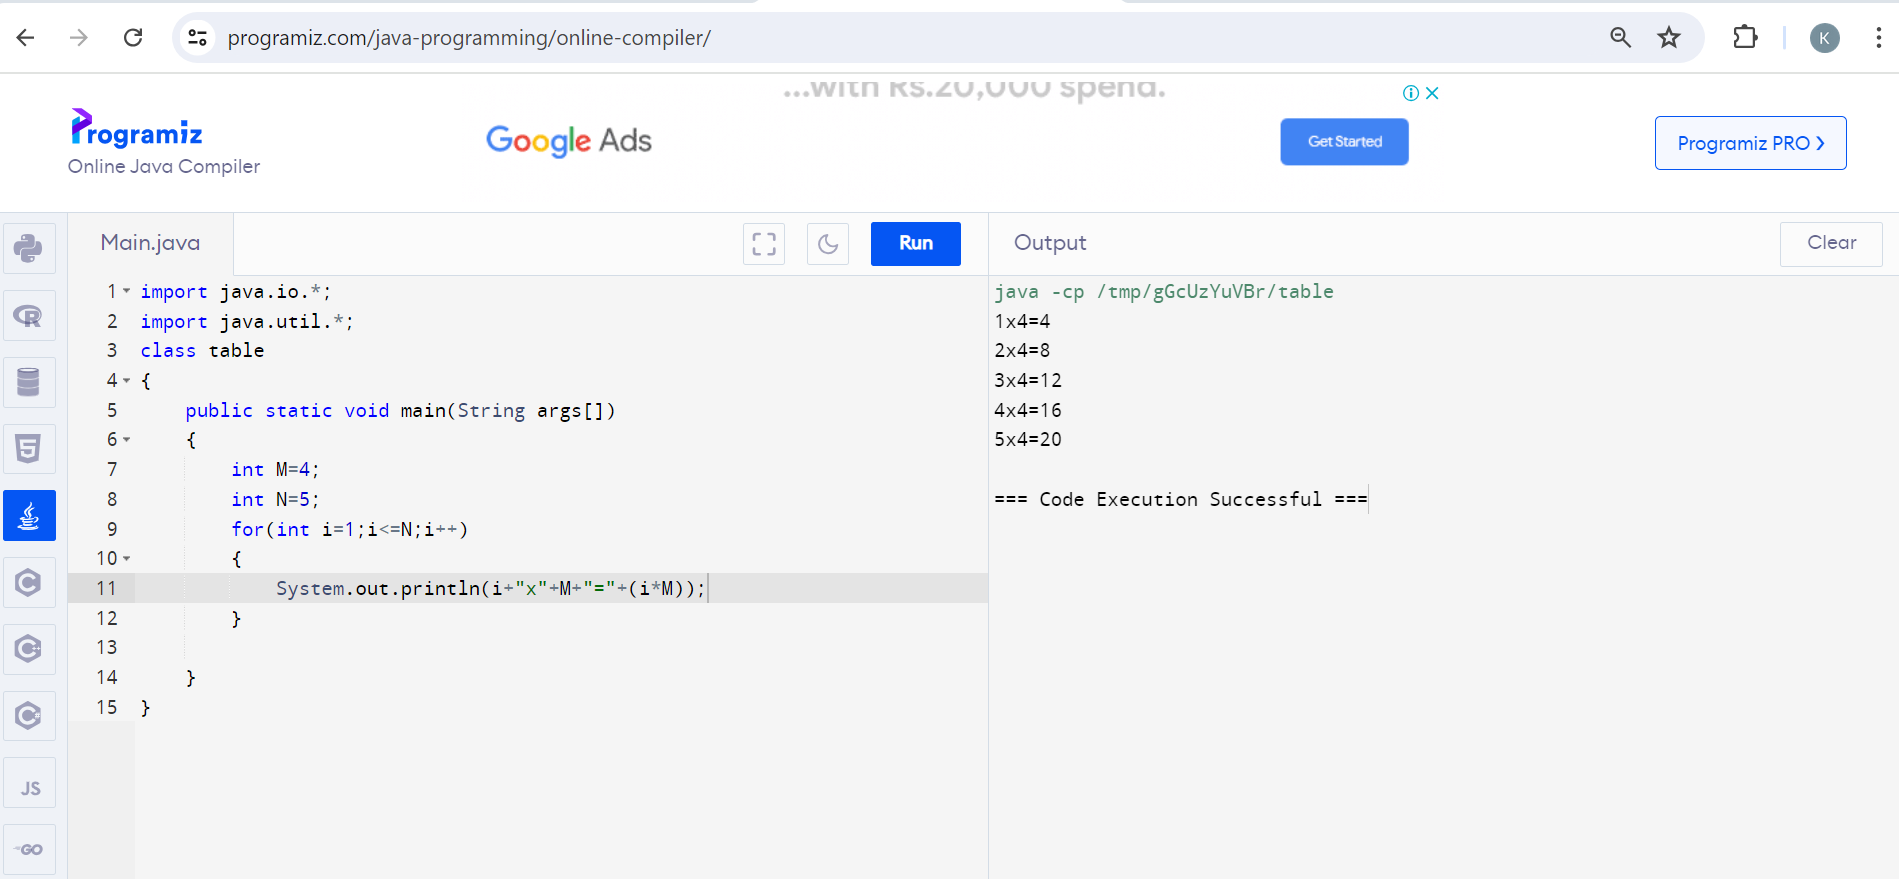 programiz.com/java-programming/online-compiler/
K
...with Rs.20,000 spend.
Programiz
Online Java Compiler
Google Ads
Get Started
Programiz PRO
Main.java
Run
Output
Clear
1 import java.io.*;
2 import java.util.*;
3 class table
4 {
5 public static void main(String args[])
6 {
7 int M=4;
8 int N=5;
9 for(int i=1;i<=N;i++)
10 {
11 System.out.println(i+"x"+M+"="+(i*M));
12 }
13
14 }
15 }
java -cp /tmp/gGcUzYuVBr/table
1x4=4
2x4=8
3x4=12
4x4=16
5x4=20
=== Code Execution Successful ===
R
5
C
C++
C#
JS
GO